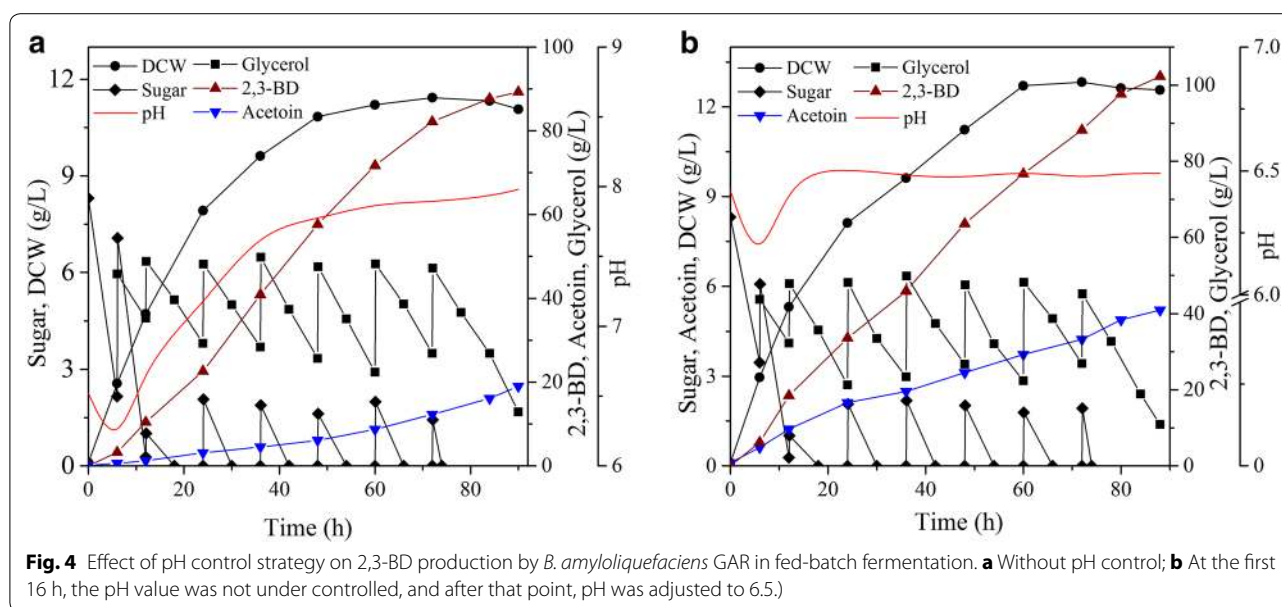 a
DCW
Glycerol
Sugar
2,3-BD
pH
Acetoin
Sugar, DCW (g/L)
12
9
6
3
0
0
20
40
60
80
Time (h)
100
80
60
40
20
0
2,3-BD, Acetoin, Glycerol (g/L)
9
8
7
6
pH
b
DCW
Glycerol
Sugar
2,3-BD
Acetoin
pH
Sugar, Acetoin, DCW (g/L)
12
9
6
3
0
0
20
40
60
80
Time (h)
100
80
60
40
20
0
2,3-BD, Glycerol (g/L)
7.0
6.5
6.0
0
pH
Fig. 4 Effect of pH control strategy on 2,3-BD production by B. amyloliquefaciens GAR in fed-batch fermentation. a Without pH control; b At the first
16 h, the pH value was not under controlled, and after that point, pH was adjusted to 6.5.)